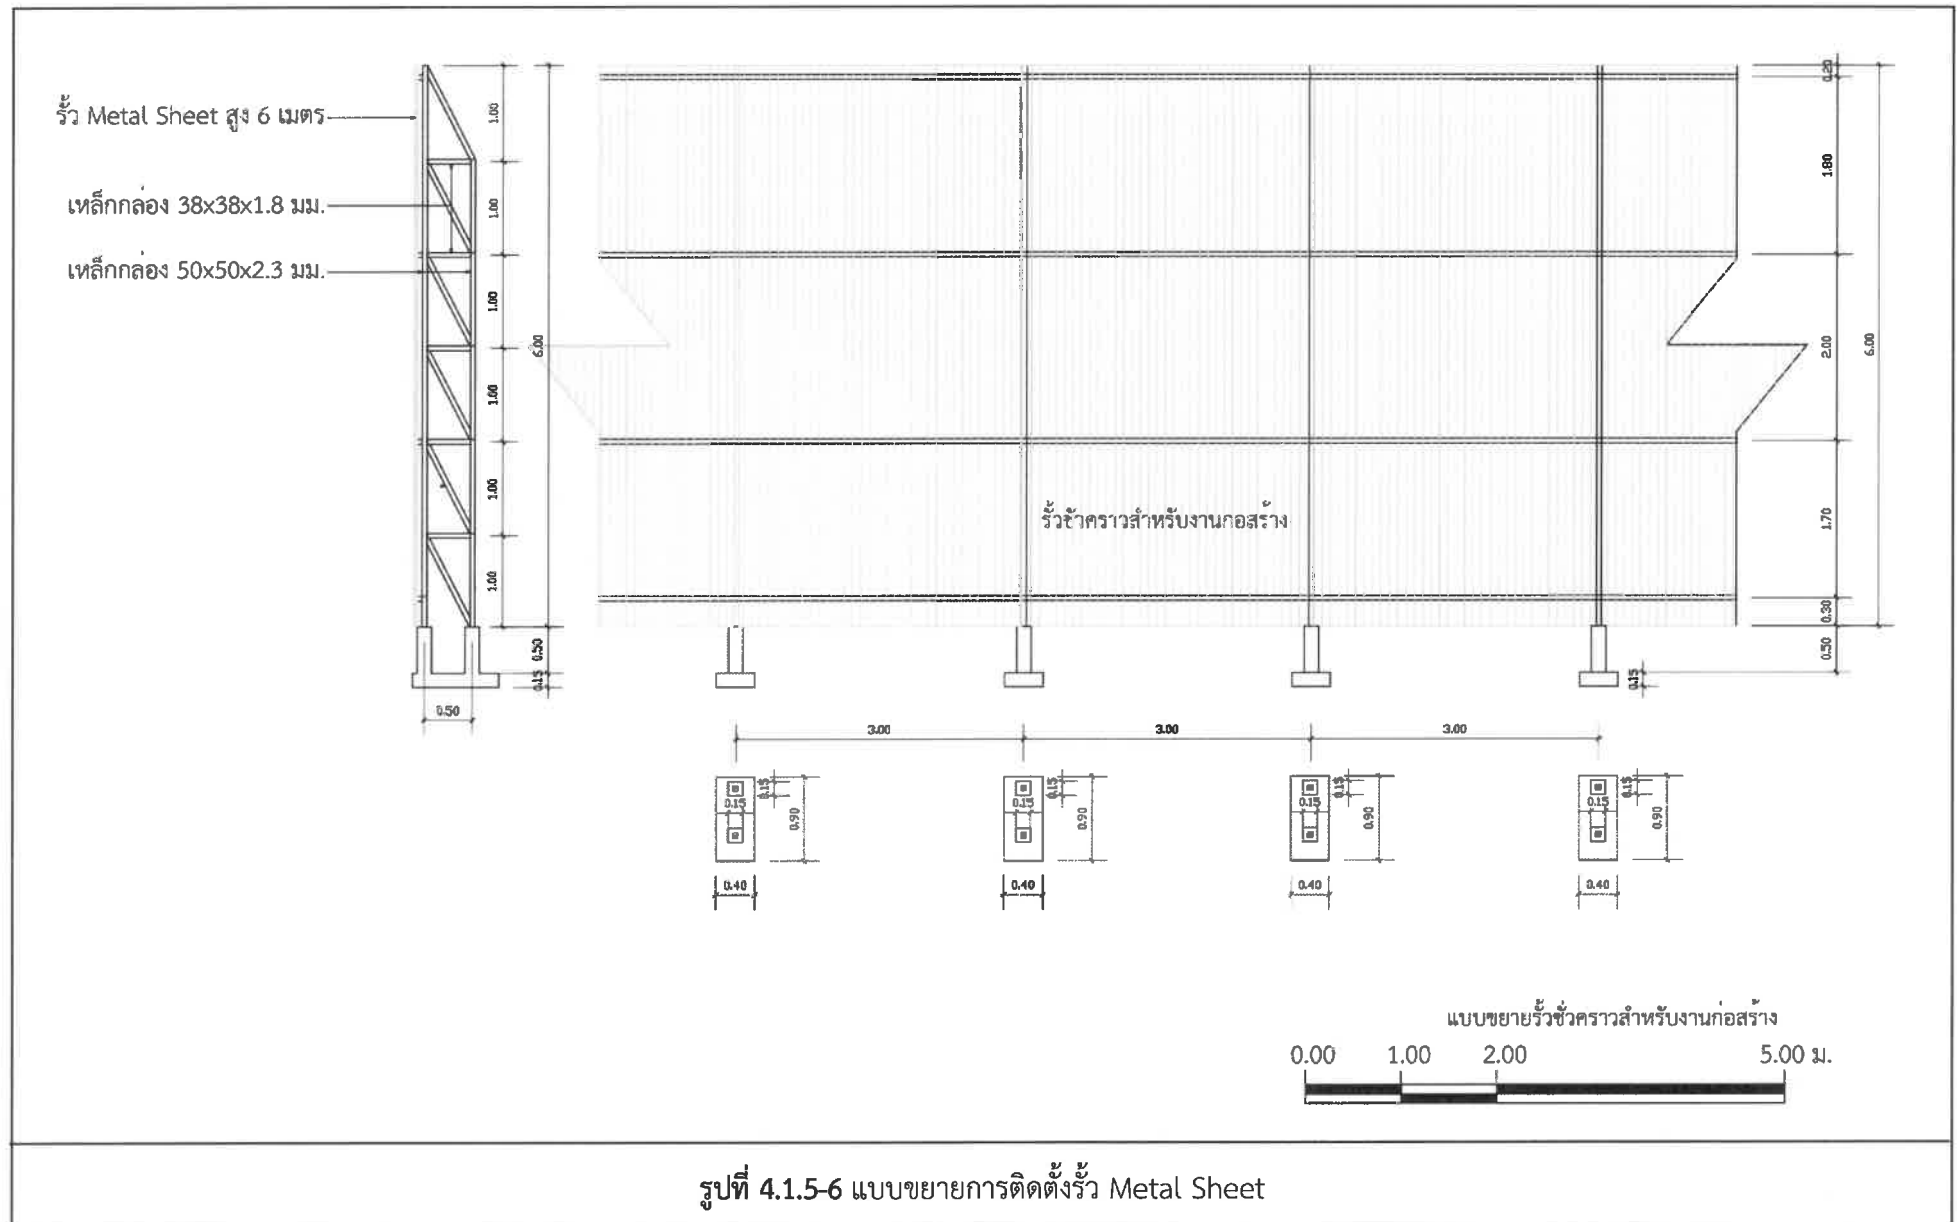 รั้ว Metal Sheet สูง 6 เมตร
เหล็กกล่อง 38x38x1.8 มม.
เหล็กกล่อง 50x50x2.3 มม.
1.00
1.00
1.00
1.00
1.00
1.00
6.00
0.50
0.15
0.50
รั้วชั่วคราวสำหรับงานก่อสร้าง
0.20
1.80
2.00
1.70
0.30
6.00
0.50
0.15
3.00 3.00 3.00
0.15 0.15 0.90 0.40
0.15 0.15 0.90 0.40
0.15 0.15 0.90 0.40
0.15 0.15 0.90 0.40
แบบขยายรั้วชั่วคราวสำหรับงานก่อสร้าง
0.00 1.00 2.00 5.00 ม.
รูปที่ 4.1.5-6 แบบขยายการติดตั้งรั้ว Metal Sheet